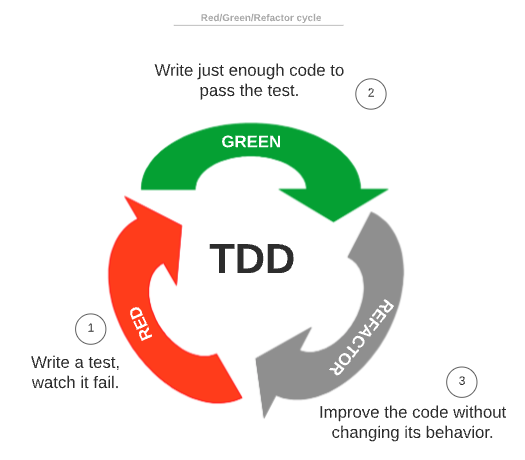 Red/Green/Refactor cycle
Write just enough code to
pass the test.
2
GREEN
TDD
RED
REFACTOR
1
Write a test,
watch it fail.
3
Improve the code without
changing its behavior.